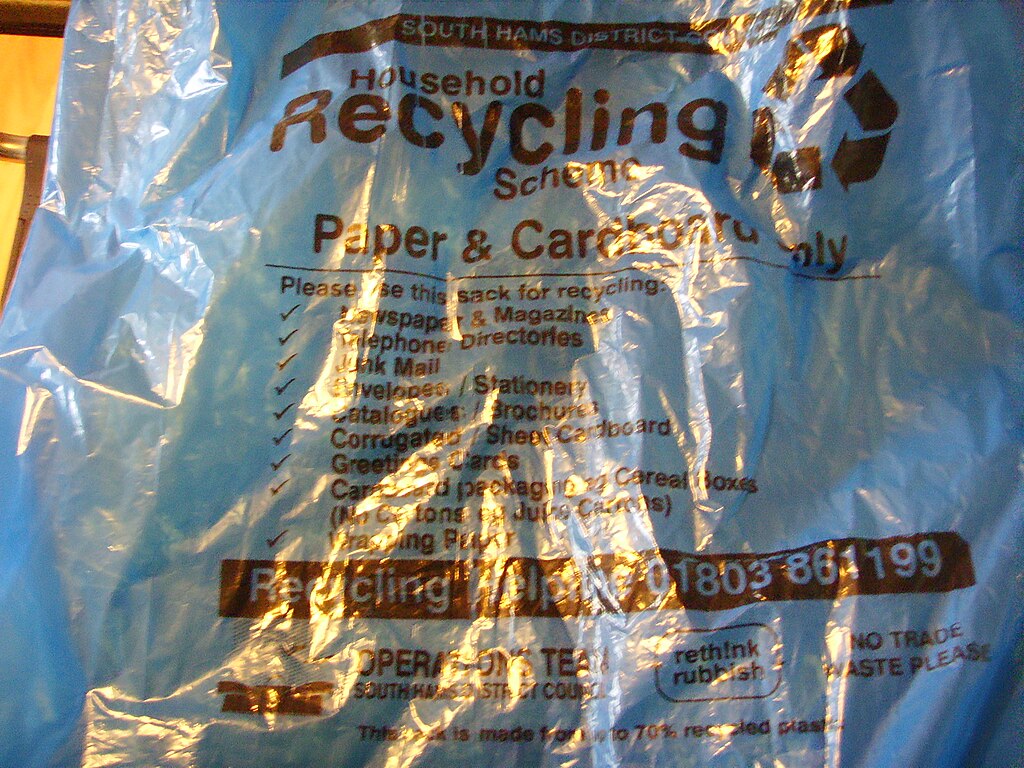 SOUTH HAMS DISTRICT
Household
Recycling
Scheme
Paper & Cardboard only
Please use this sack for recycling:
✓ Newspaper & Magazines
✓ Telephone Directories
✓ Junk Mail
✓ Envelopes / Stationery
✓ Catalogues / Brochures
✓ Corrugated / Sheet Cardboard
✓ Greetings Cards
✓ Cardboard packaging eg Cereal Boxes
(No Cartons eg Juice Cartons)
✓ Wrapping Paper
Recycling Helpline 01803 861199
OPERATIONS TEAM
SOUTH HAMS DISTRICT COUNCIL
reth!nk
rubbish
NO TRADE
WASTE PLEASE
This sack is made from up to 70% recycled plastic